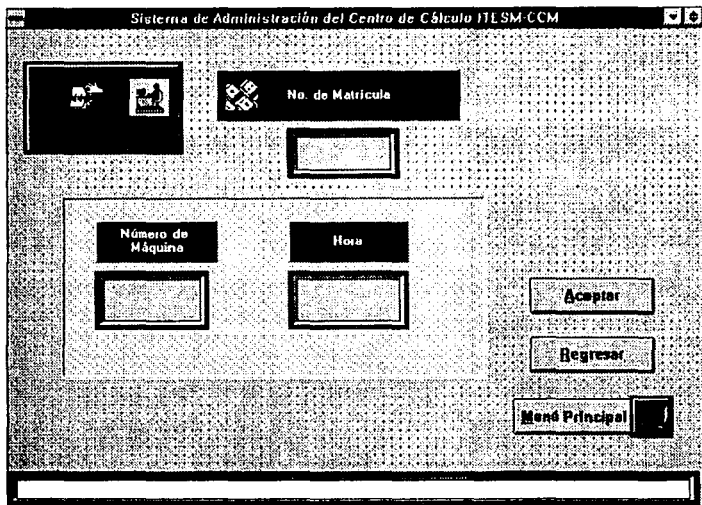 Sistema de Administración del Centro de Cálculo ITESM-CCM
No. de Matrícula
Número de
Máquina
Hora
Aceptar
Regresar
Menú Principal